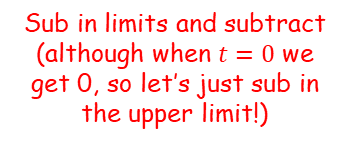 Sub in limits and subtract
(although when t = 0 we
get 0, so let's just sub in
the upper limit!)